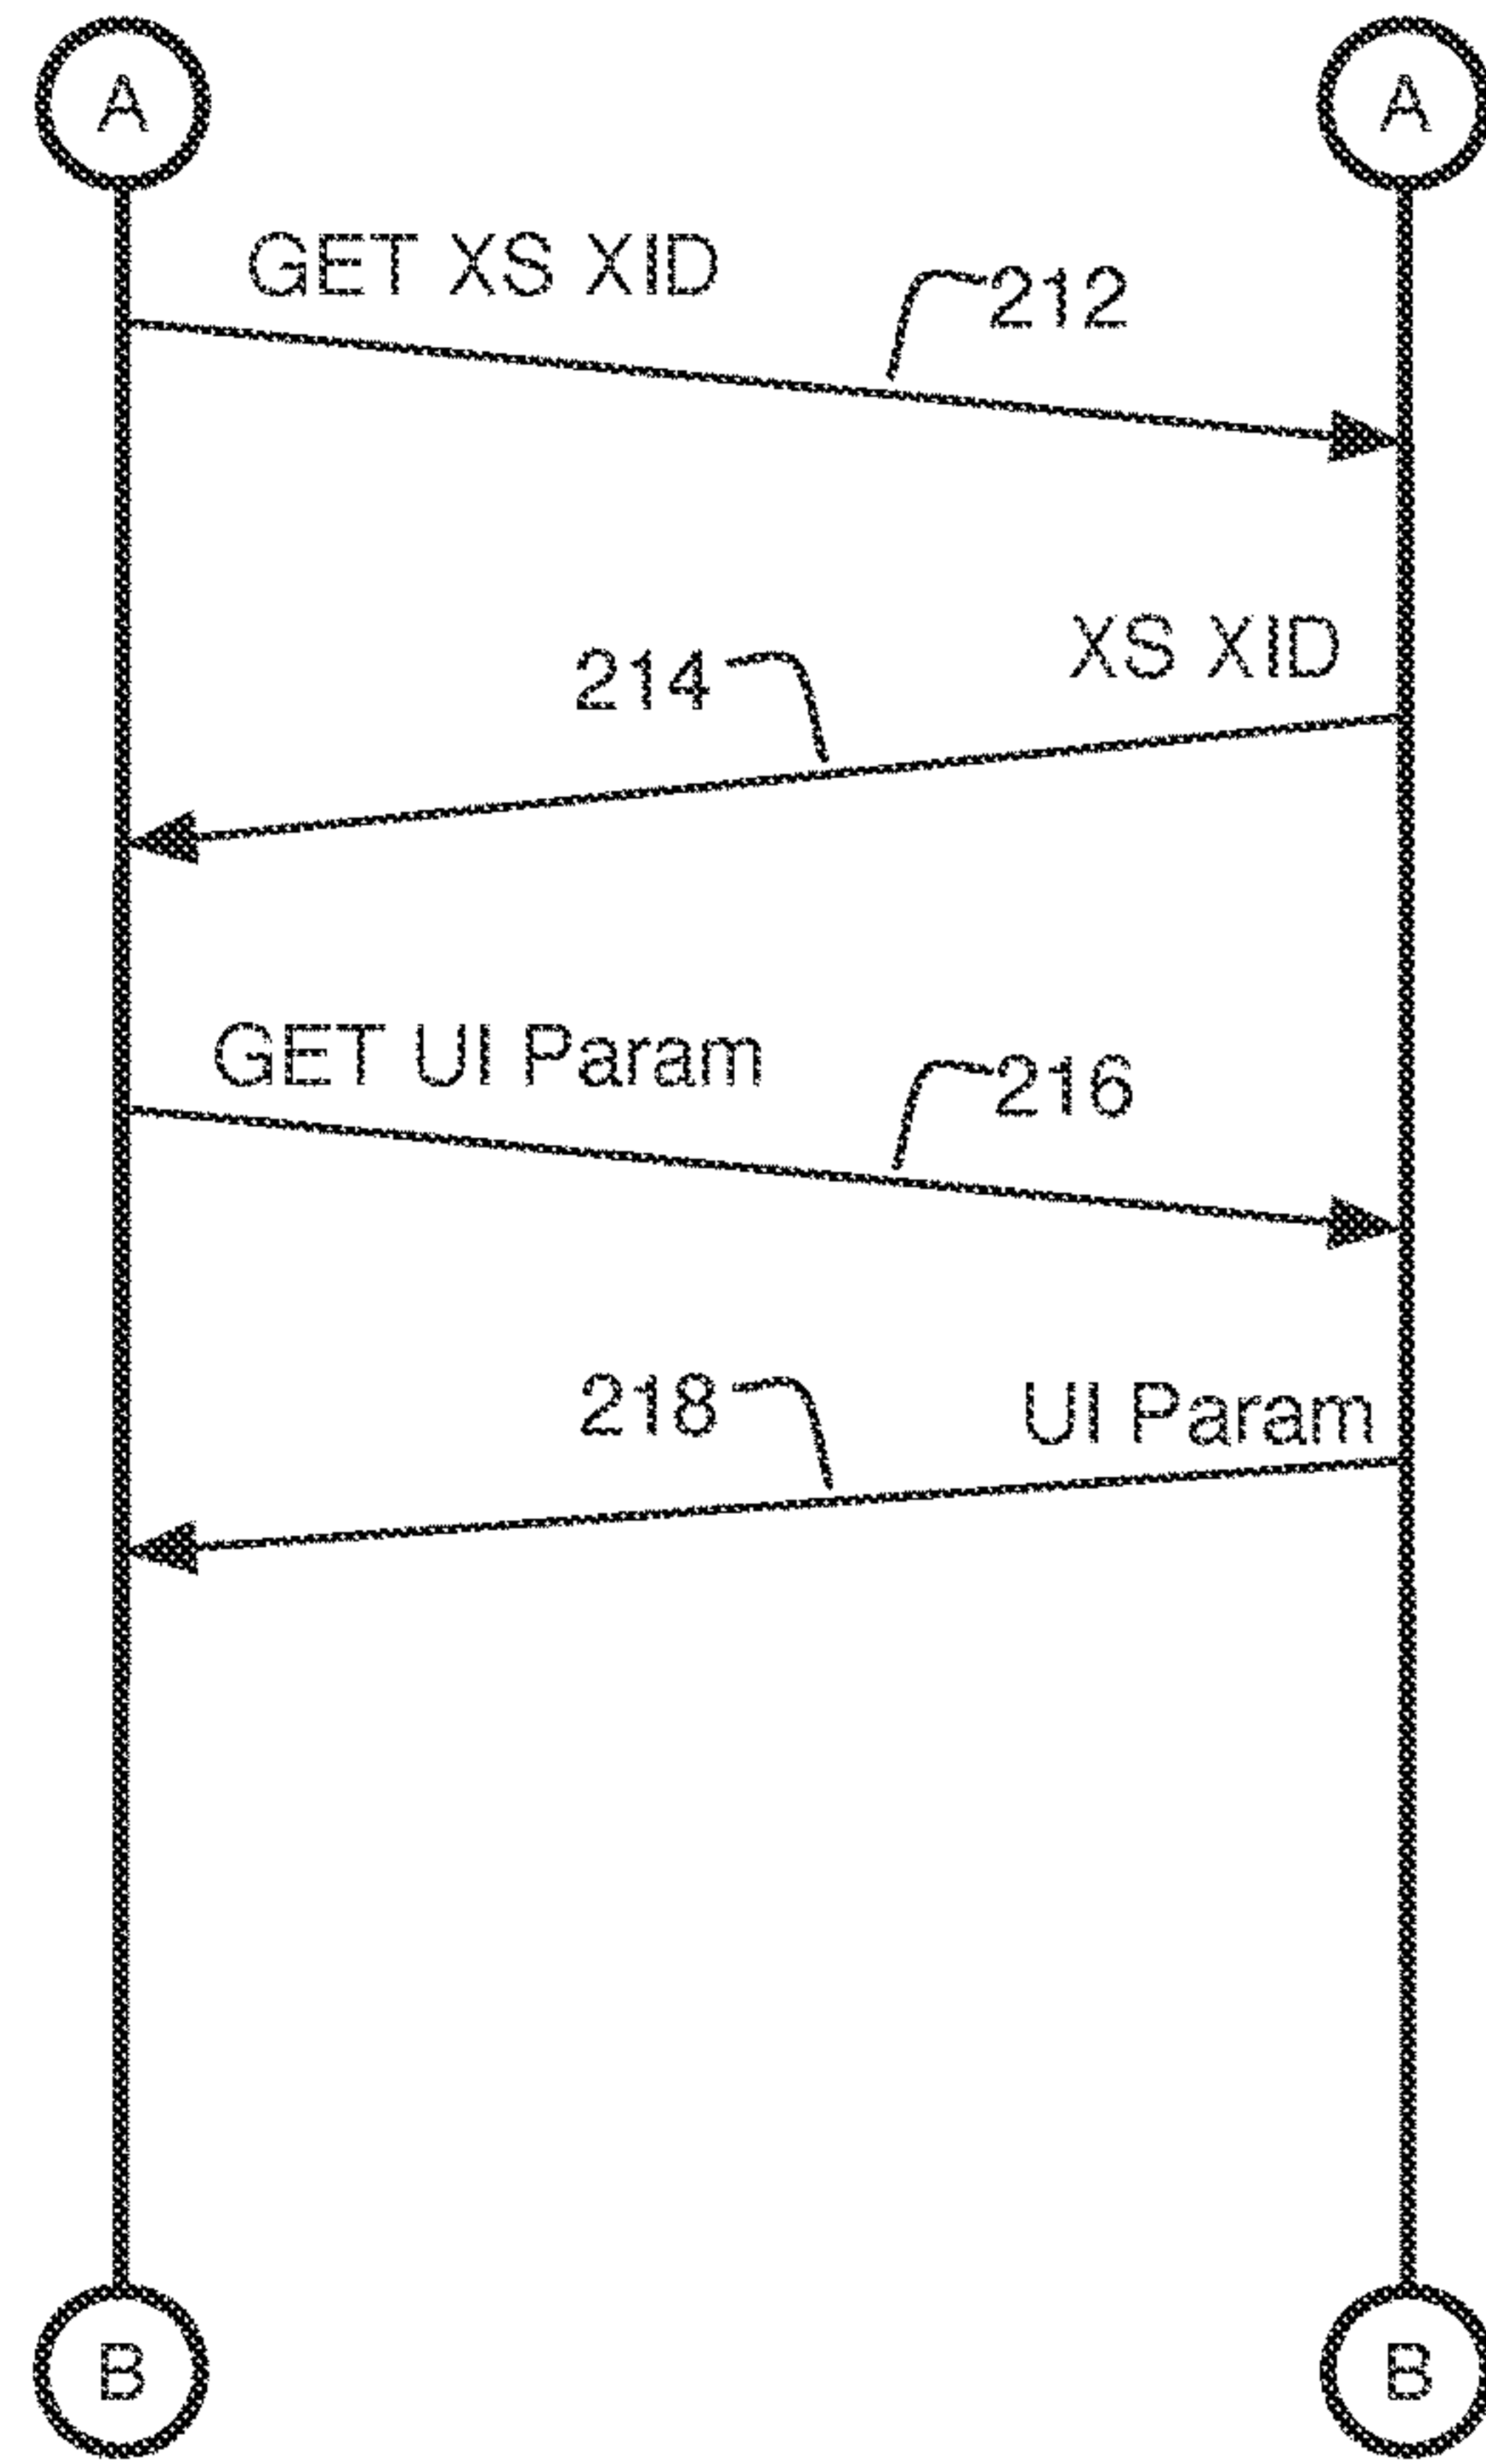 A A
GET XS XID
212
XS XID
214
GET UI Param
216
UI Param
218
B B